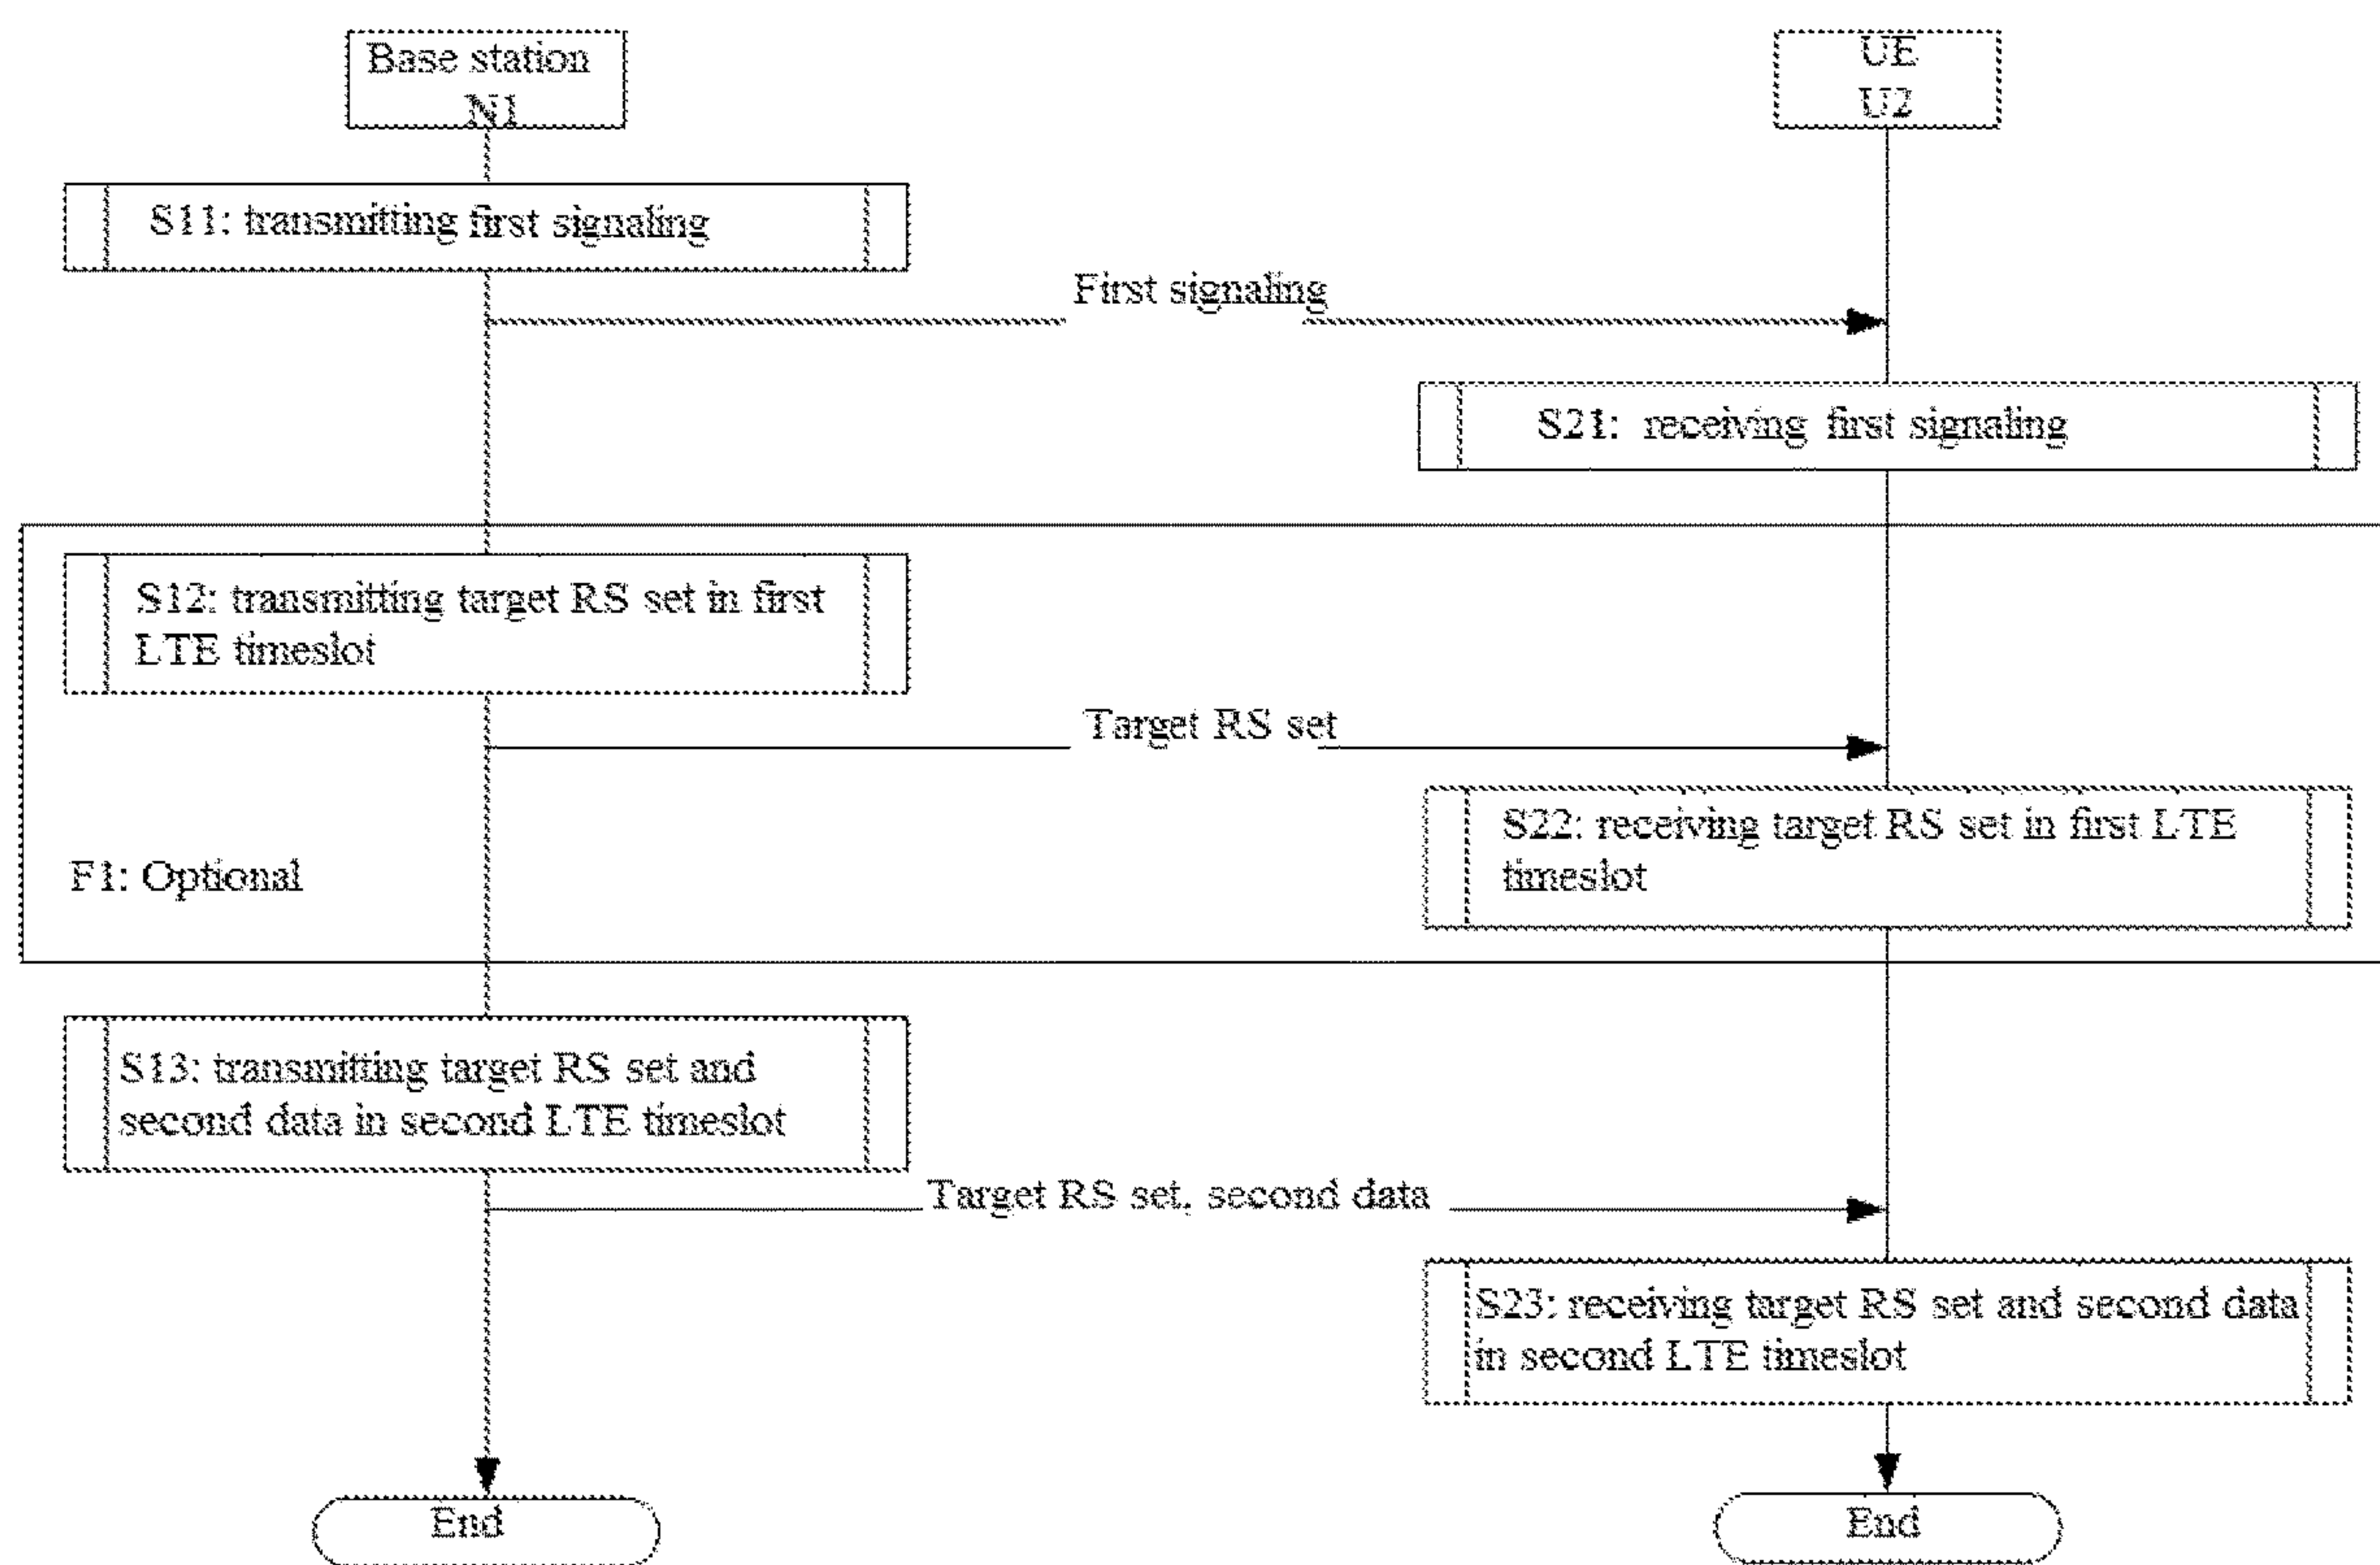 Base station
N1
UE
U2
S11: transmitting first signaling
First signaling
S21: receiving first signaling
S12: transmitting target RS set in first
LTE timeslot
Target RS set
S22: receiving target RS set in first LTE
timeslot
F1: Optional
S13: transmitting target RS set and
second data in second LTE timeslot
Target RS set, second data
S23: receiving target RS set and second data
in second LTE timeslot
End
End